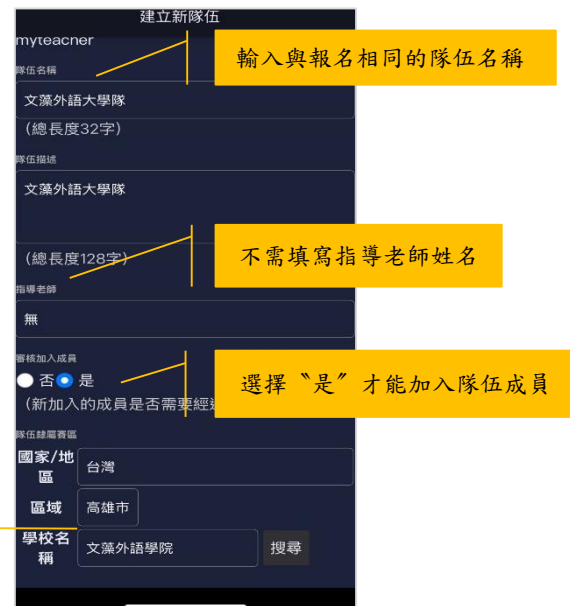 建立新隊伍
myteacher
輸入與報名相同的隊伍名稱
隊伍名稱
文藻外語大學隊
(總長度32字)
隊伍描述
文藻外語大學隊
(總長度128字)
不需填寫指導老師姓名
指導老師
無
審核加入成員
否 是
選擇〝是〞才能加入隊伍成員
(新加入的成員是否需要經
隊伍隸屬賽區
國家/地區
台灣
區域
高雄市
學校名稱
文藻外語學院
搜尋